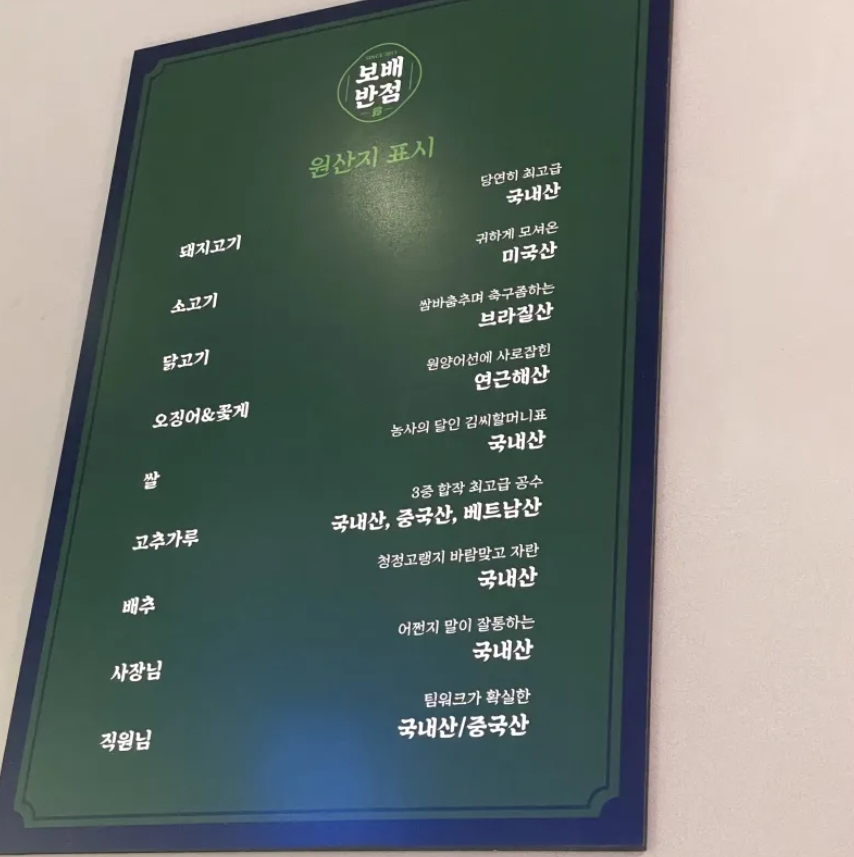 보배
반점
원산지 표시
돼지고기
당연히 최고급
국내산
소고기
귀하게 모셔온
미국산
닭고기
쌈바춤추며 축구좀하는
브라질산
오징어&꽃게
원양어선에 사로잡힌
연근해산
쌀
농사의 달인 김씨할머니표
국내산
고추가루
3중 합작 최고급 공수
국내산, 중국산, 베트남산
배추
청정고랭지 바람맞고 자란
국내산
사장님
어쩐지 말이 잘통하는
국내산
직원님
팀워크가 확실한
국내산/중국산